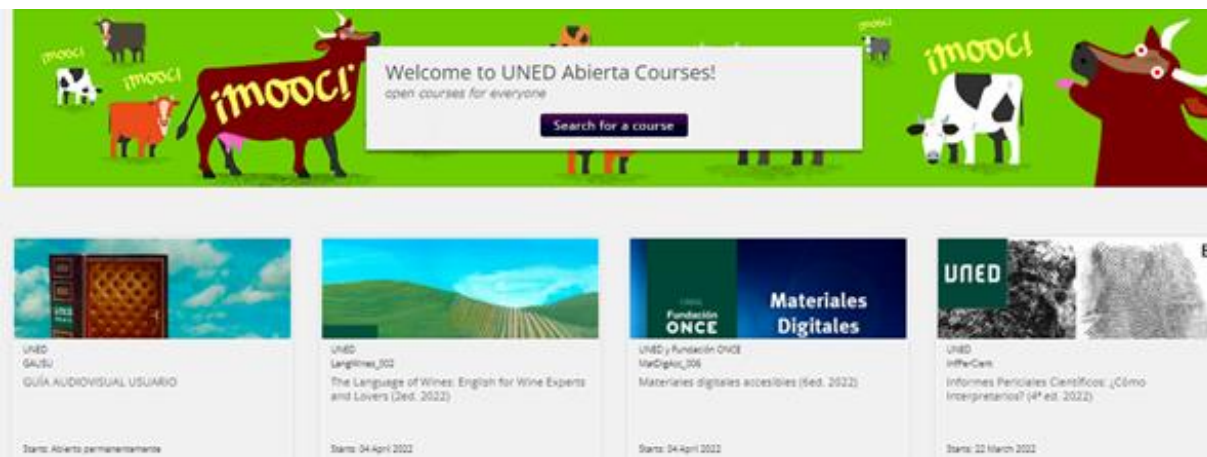 ¡mooc!
¡mooc!
¡mooc!
¡mooc!
¡mooc!
Welcome to UNED Abierta Courses!
open courses for everyone
Search for a course
UNED
GAUSU
GUÍA AUDIOVISUAL USUARIO
Starts: Abierto permanentemente
UNED
LangWines_002
The Language of Wines: English for Wine Experts
and Lovers (2ed. 2022)
Starts: 04 April 2022
Fundación
ONCE
Materiales
Digitales
UNED y Fundación ONCE
MatDigAcc_006
Materiales digitales accesibles (6ed. 2022)
Starts: 04 April 2022
UNED
E
UNED
InfPerCien
Informes Periciales Científicos: ¿Cómo
Interpretarlos? (4ª ed. 2022)
Starts: 22 March 2022